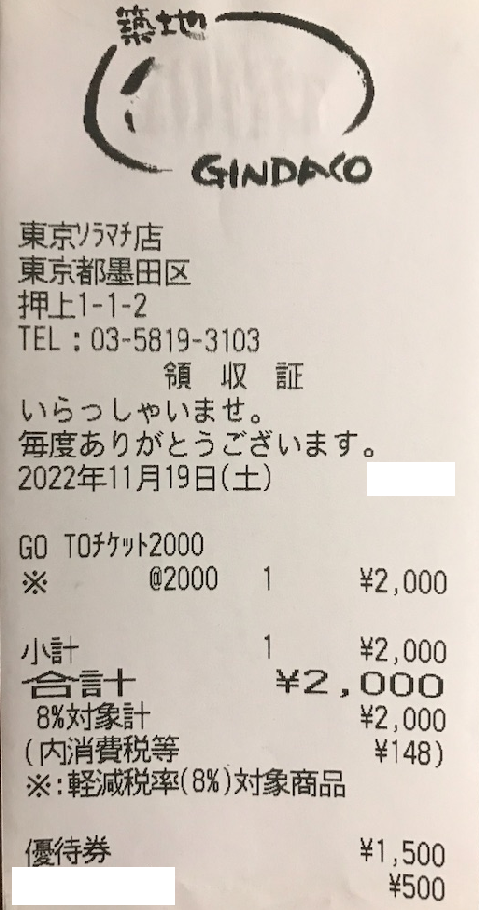 築地
GINDACO
東京ｿﾗﾏﾁ店
東京都墨田区
押上1-1-2
TEL：03-5819-3103
領 収 証
いらっしゃいませ。
毎度ありがとうございます。
2022年11月19日(土)
GO TOﾁｹｯﾄ2000
※ @2000 1 ¥2,000
小計 1 ¥2,000
合計 ¥2,000
8%対象計 ¥2,000
(内消費税等 ¥148)
※:軽減税率(8%)対象商品
優待券 ¥1,500
¥500